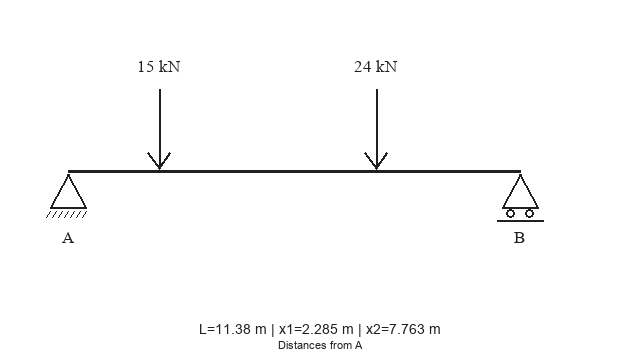 15 kN 24 kN
A B
L=11.38 m | x1=2.285 m | x2=7.763 m
Distances from A